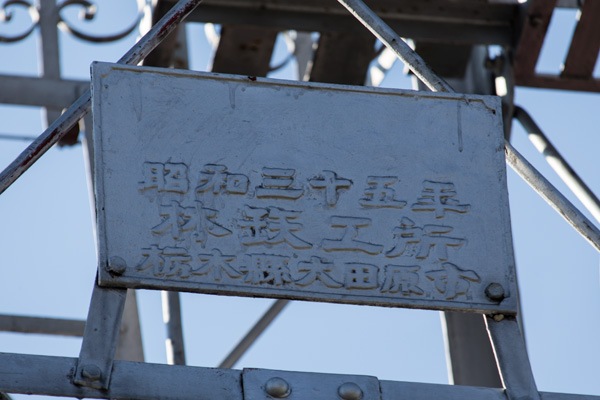 昭和三十五年
林鉄工所
栃木縣大田原市